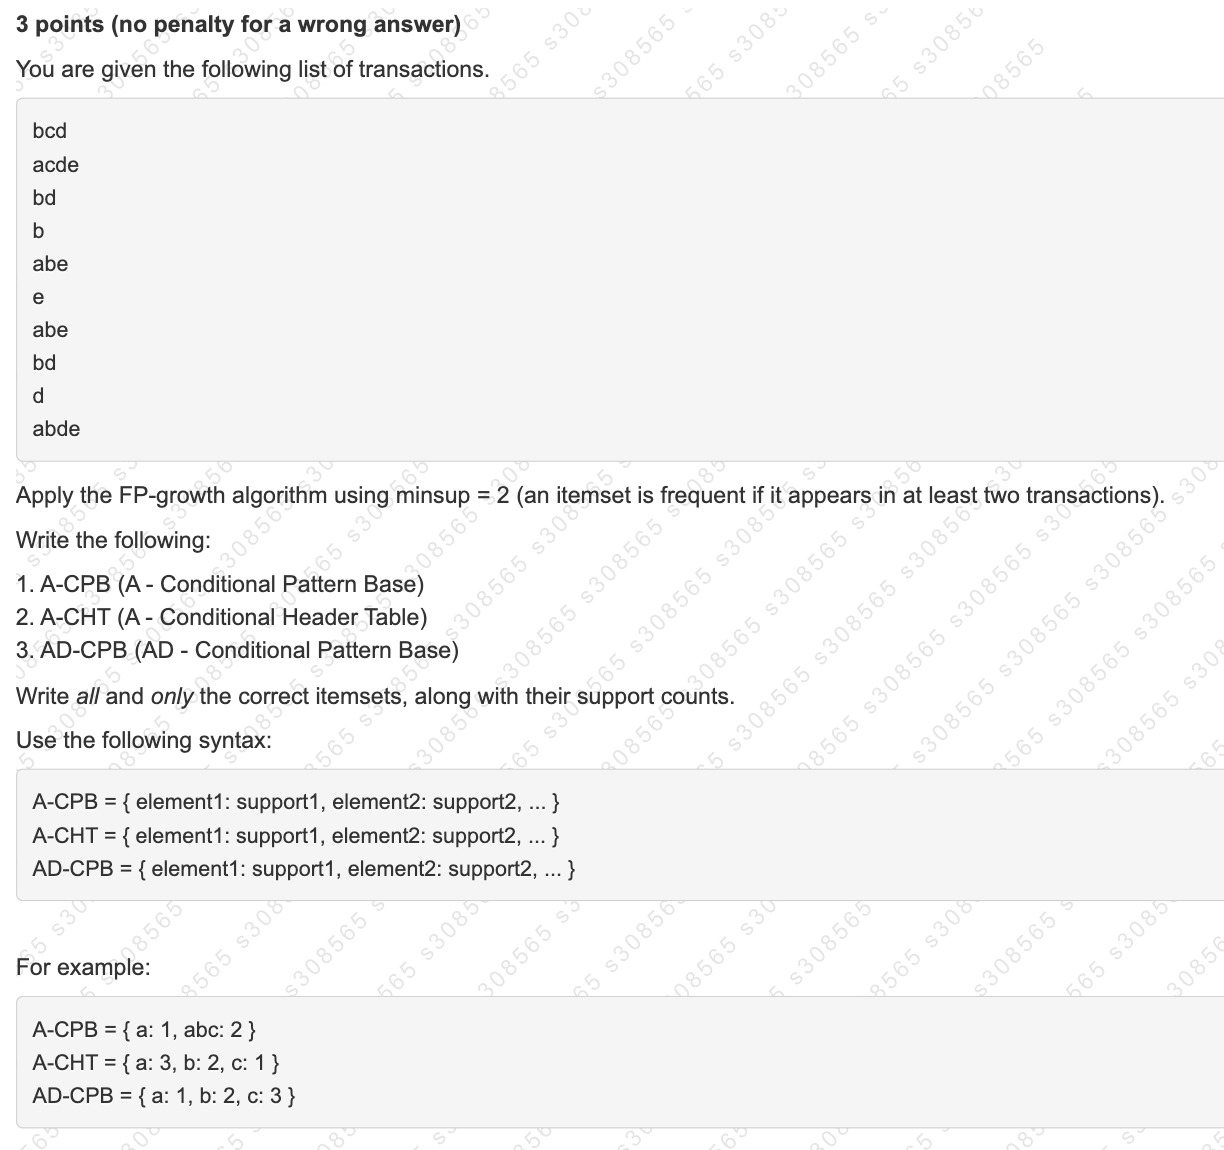 3 points (no penalty for a wrong answer)
You are given the following list of transactions.
bcd
acde
bd
b
abe
e
abe
bd
d
abde
Apply the FP-growth algorithm using minsup = 2 (an itemset is frequent if it appears in at least two transactions).
Write the following:
1. A-CPB (A - Conditional Pattern Base)
2. A-CHT (A - Conditional Header Table)
3. AD-CPB (AD - Conditional Pattern Base)
Write all and only the correct itemsets, along with their support counts.
Use the following syntax:
A-CPB = { element1: support1, element2: support2, ... }
A-CHT = { element1: support1, element2: support2, ... }
AD-CPB = { element1: support1, element2: support2, ... }
For example:
A-CPB = { a: 1, abc: 2 }
A-CHT = { a: 3, b: 2, c: 1 }
AD-CPB = { a: 1, b: 2, c: 3 }